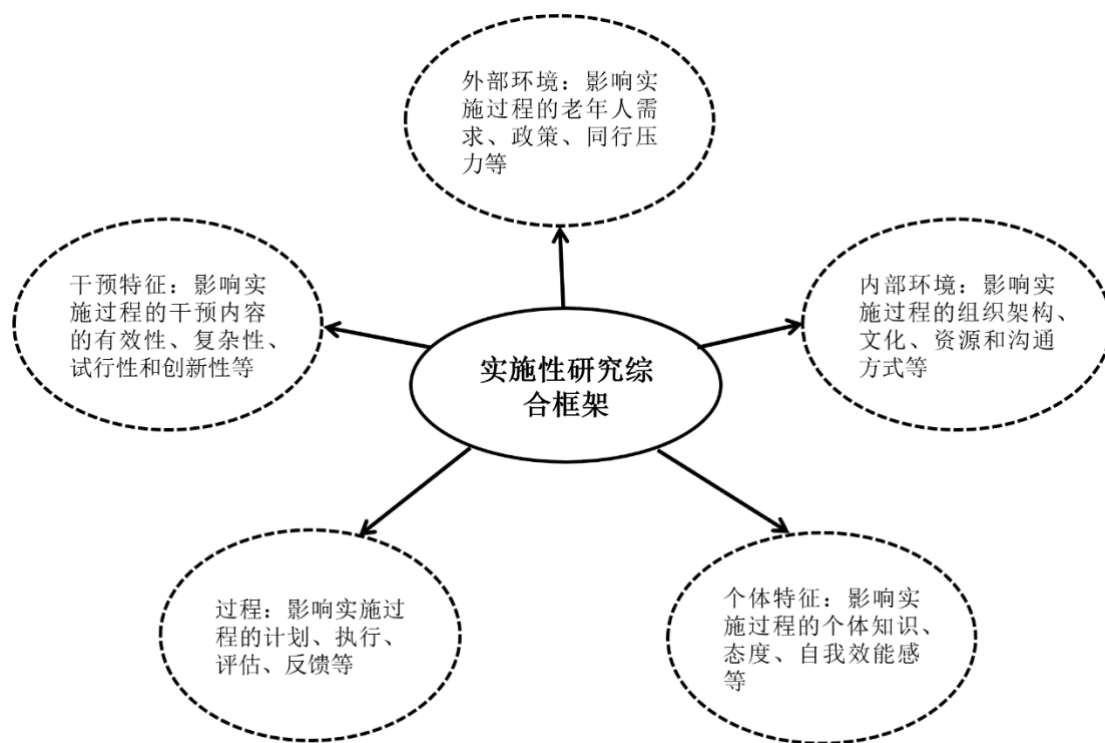 外部环境：影响实
施过程的老年人需
求、政策、同行压
力等
干预特征：影响实
施过程的干预内容
的有效性、复杂性、
试行性和创新性等
内部环境：影响实
施过程的组织架构、
文化、资源和沟通
方式等
实施性研究综
合框架
过程：影响实施过
程的计划、执行、
评估、反馈等
个体特征：影响实
施过程的个体知识、
态度、自我效能感
等